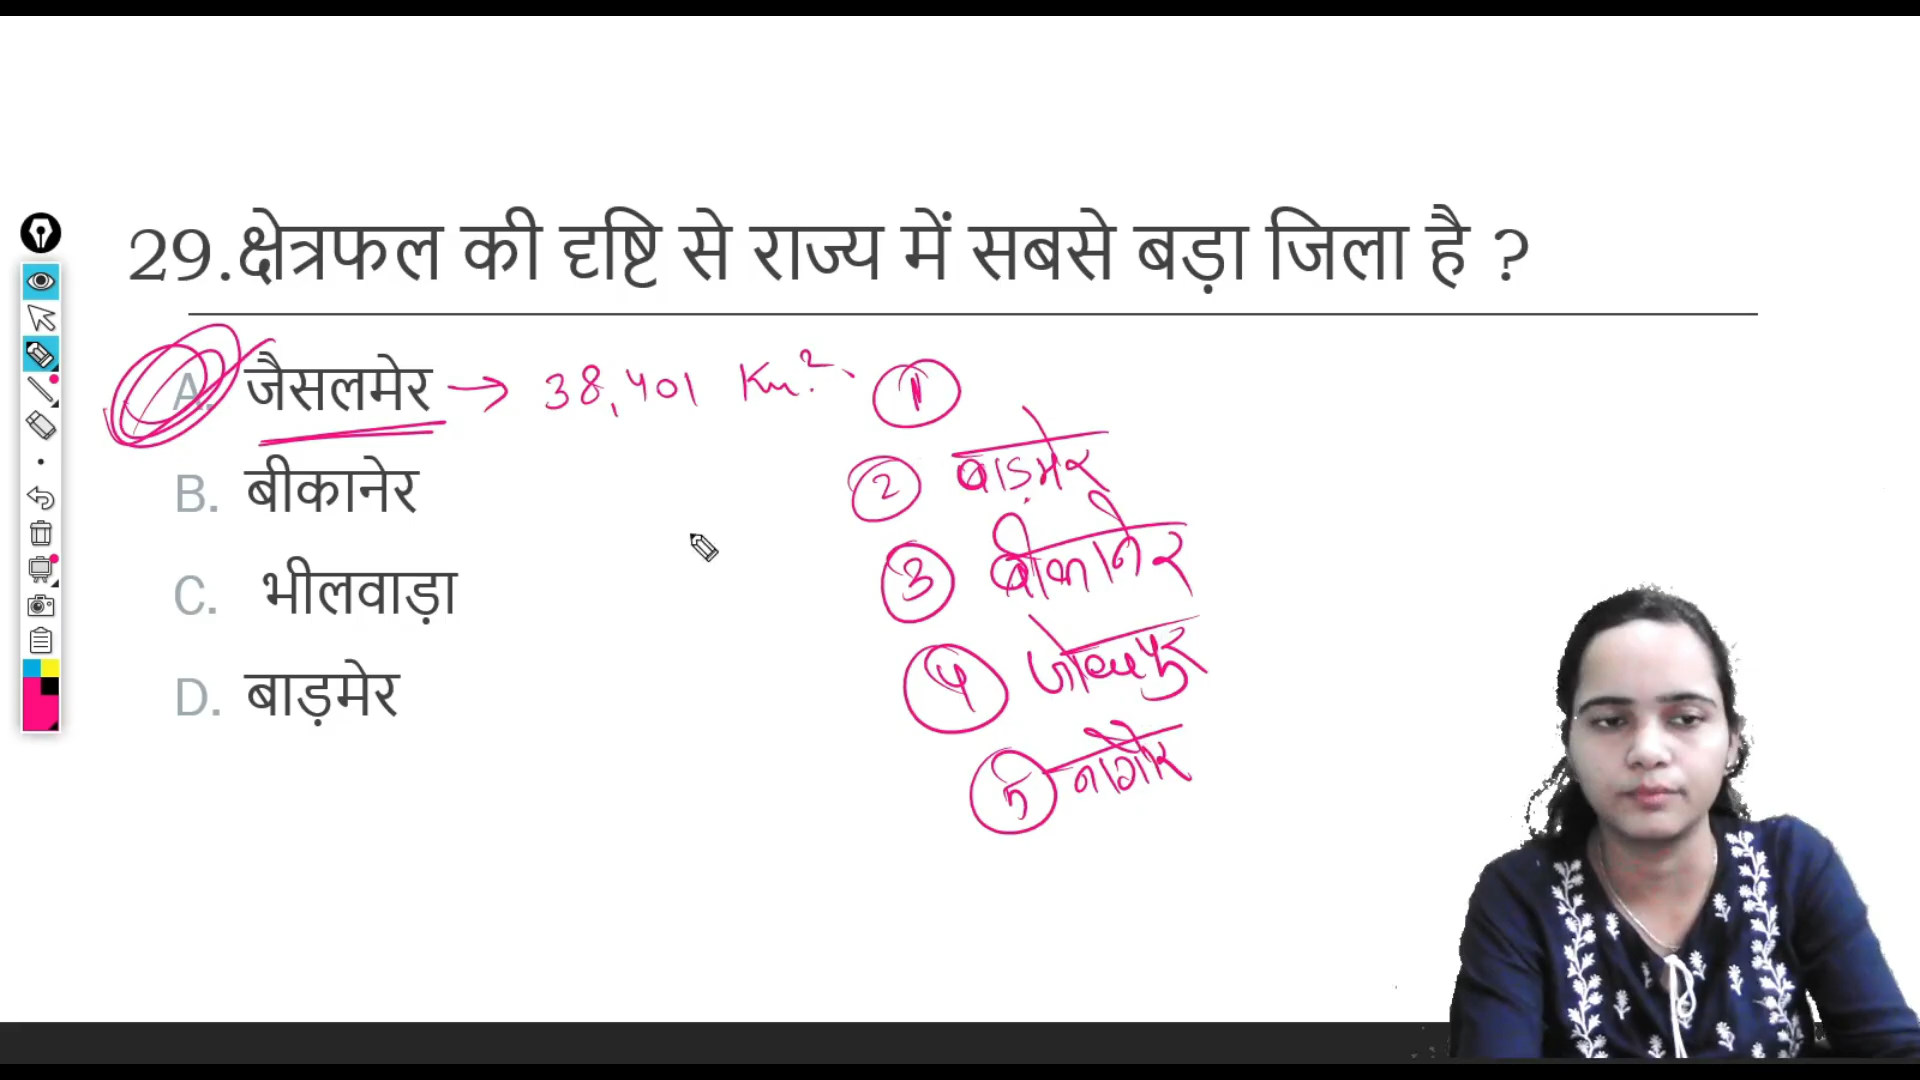 29.क्षेत्रफल की दृष्टि से राज्य में सबसे बड़ा जिला है ?
A. जैसलमेर → 38,401 Km² ①
B. बीकानेर
C. भीलवाड़ा
D. बाड़मेर
② बाड़मेर
③ बीकानेर
④ जोधपुर
⑤ नागौर